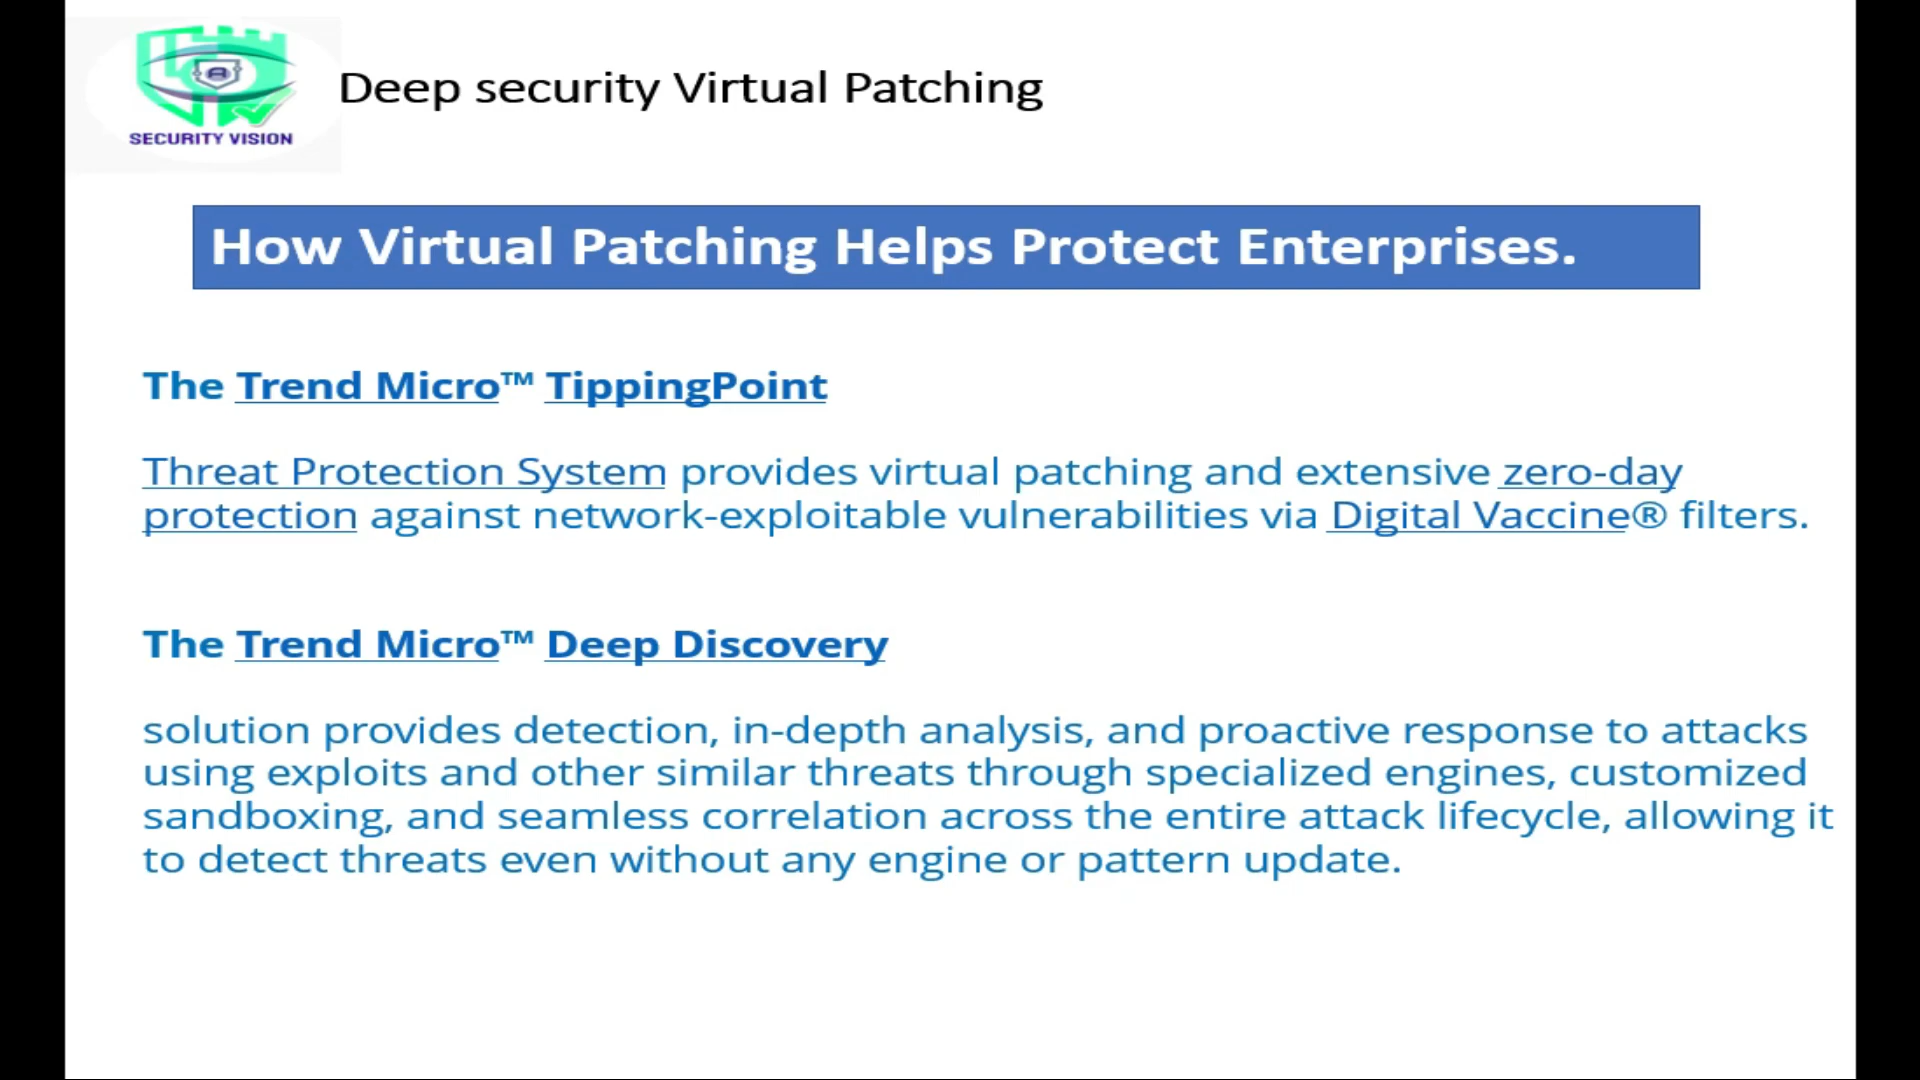 SECURITY VISION
Deep security Virtual Patching
How Virtual Patching Helps Protect Enterprises.
The Trend Micro™ TippingPoint
Threat Protection System provides virtual patching and extensive zero-day
protection against network-exploitable vulnerabilities via Digital Vaccine® filters.
The Trend Micro™ Deep Discovery
solution provides detection, in-depth analysis, and proactive response to attacks
using exploits and other similar threats through specialized engines, customized
sandboxing, and seamless correlation across the entire attack lifecycle, allowing it
to detect threats even without any engine or pattern update.